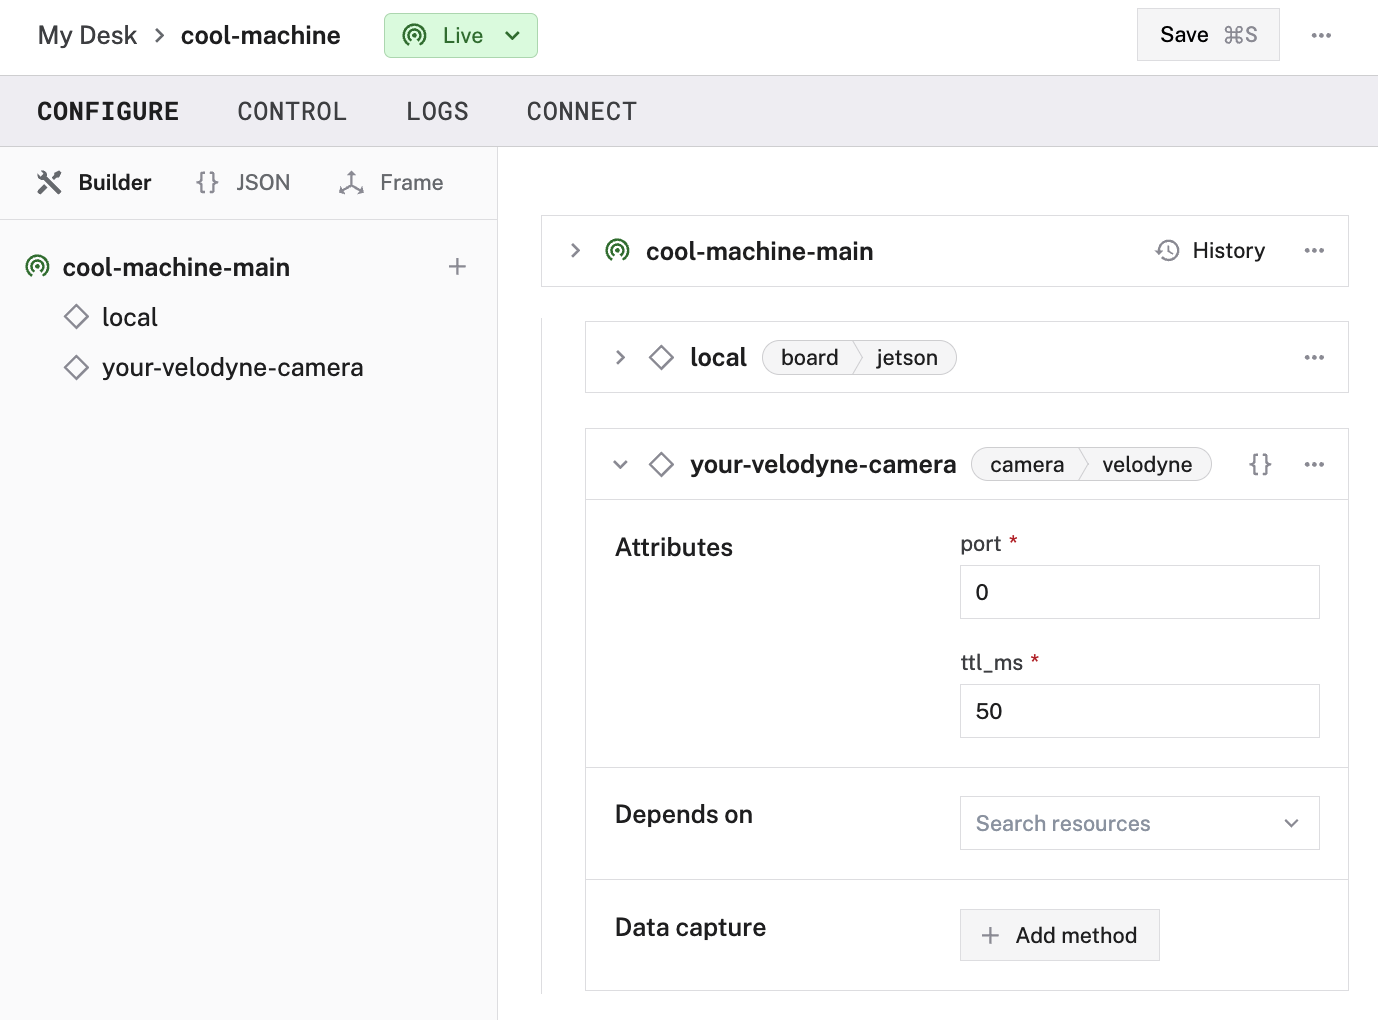 My Desk > cool-machine Live Save ⌘S ···
CONFIGURE CONTROL LOGS CONNECT
Builder {} JSON Frame
cool-machine-main +
local
your-velodyne-camera
cool-machine-main History ···
local board jetson ···
your-velodyne-camera camera velodyne {} ···
Attributes
port *
0
ttl_ms *
50
Depends on Search resources
Data capture + Add method